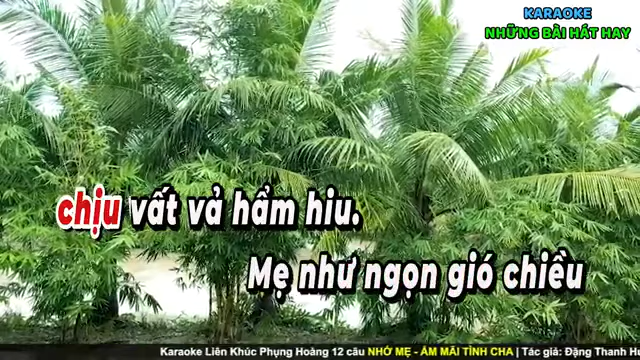 KARAOKE
NHỮNG BÀI HÁT HAY
chịu vất vả hẩm hiu.
Mẹ như ngọn gió chiều
Karaoke Liên Khúc Phụng Hoàng 12 câu NHỚ MẸ - ẤM MÃI TÌNH CHA | Tác giả: Đặng Thanh